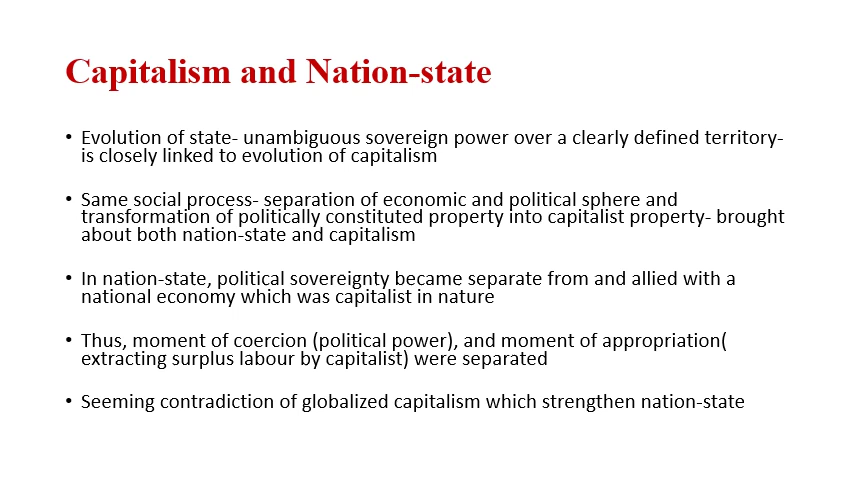 Capitalism and Nation-state
• Evolution of state- unambiguous sovereign power over a clearly defined territory-
is closely linked to evolution of capitalism
• Same social process- separation of economic and political sphere and
transformation of politically constituted property into capitalist property- brought
about both nation-state and capitalism
• In nation-state, political sovereignty became separate from and allied with a
national economy which was capitalist in nature
• Thus, moment of coercion (political power), and moment of appropriation(
extracting surplus labour by capitalist) were separated
• Seeming contradiction of globalized capitalism which strengthen nation-state